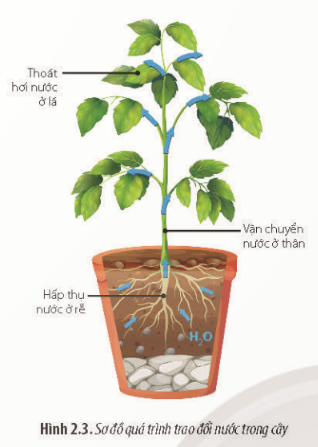 Thoát
hơi nước
ở lá
Vận chuyển
nước ở thân
Hấp thụ
nước ở rễ
H₂O
Hình 2.3. Sơ đồ quá trình trao đổi nước trong cây